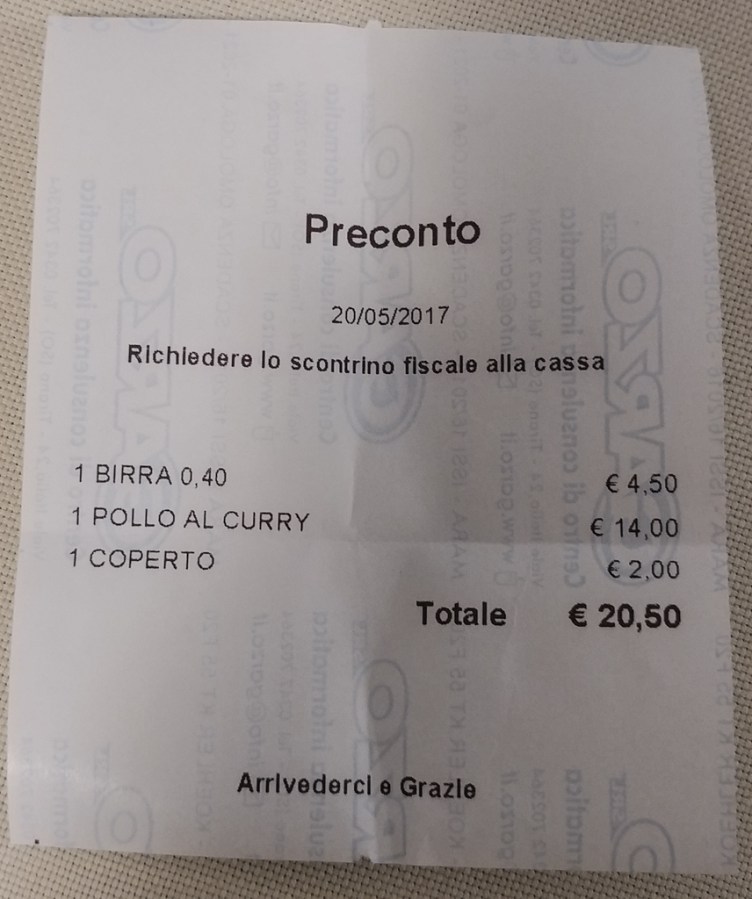 Preconto
20/05/2017
Richiedere lo scontrino fiscale alla cassa
1 BIRRA 0,40 € 4,50
1 POLLO AL CURRY € 14,00
1 COPERTO € 2,00
Totale € 20,50
Arrivederci e Grazie